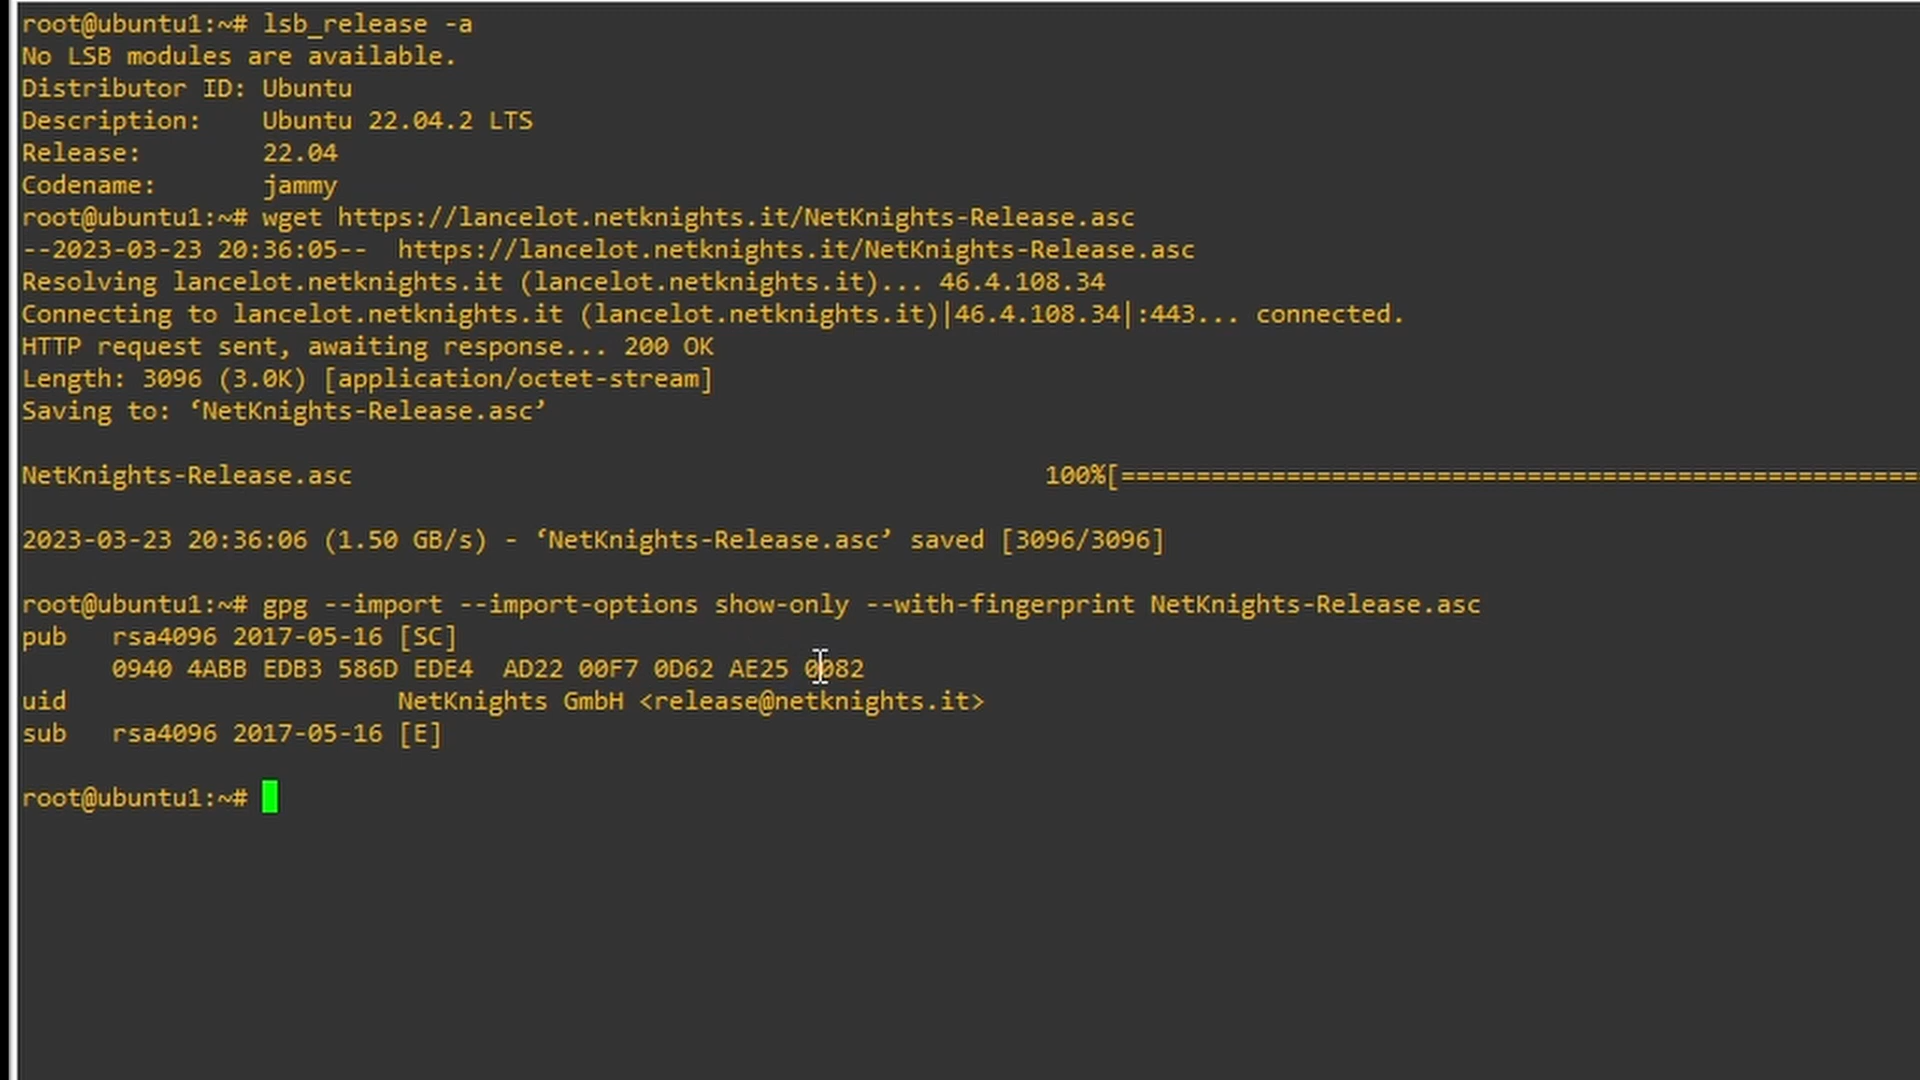 root@ubuntu1:~# lsb_release -a
No LSB modules are available.
Distributor ID: Ubuntu
Description:    Ubuntu 22.04.2 LTS
Release:        22.04
Codename:       jammy
root@ubuntu1:~# wget https://lancelot.netknights.it/NetKnights-Release.asc
--2023-03-23 20:36:05--  https://lancelot.netknights.it/NetKnights-Release.asc
Resolving lancelot.netknights.it (lancelot.netknights.it)... 46.4.108.34
Connecting to lancelot.netknights.it (lancelot.netknights.it)|46.4.108.34|:443... connected.
HTTP request sent, awaiting response... 200 OK
Length: 3096 (3.0K) [application/octet-stream]
Saving to: ‘NetKnights-Release.asc’
NetKnights-Release.asc                                              100%[=====================================================
2023-03-23 20:36:06 (1.50 GB/s) - ‘NetKnights-Release.asc’ saved [3096/3096]
root@ubuntu1:~# gpg --import --import-options show-only --with-fingerprint NetKnights-Release.asc
pub   rsa4096 2017-05-16 [SC]
      0940 4ABB EDB3 586D EDE4  AD22 00F7 0D62 AE25 0082
uid                      NetKnights GmbH <release@netknights.it>
sub   rsa4096 2017-05-16 [E]
root@ubuntu1:~#